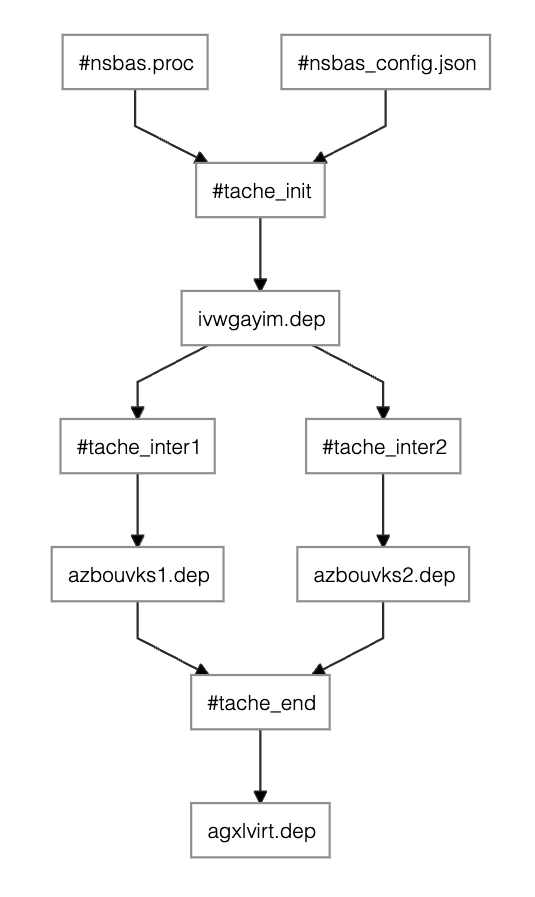 #nsbas.proc
#nsbas_config.json
#tache_init
ivwgayim.dep
#tache_inter1
#tache_inter2
azbouvks1.dep
azbouvks2.dep
#tache_end
agxlvirt.dep